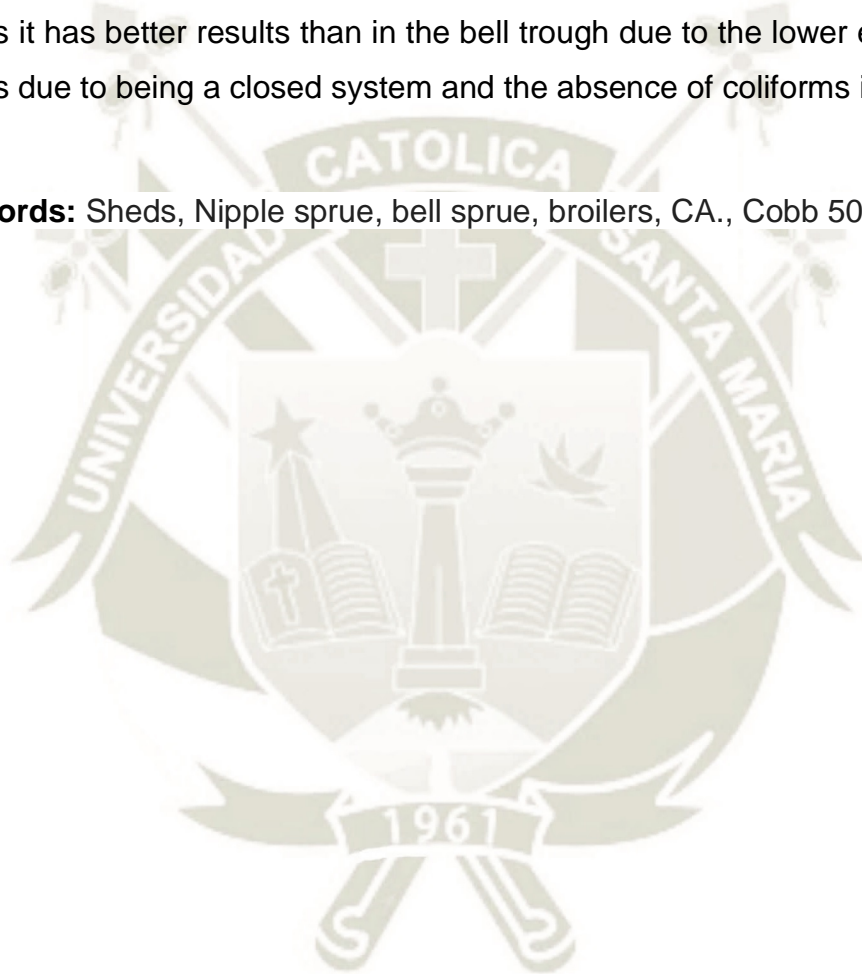 s it has better results than in the bell trough due to the lower e
s due to being a closed system and the absence of coliforms i
ords: Sheds, Nipple sprue, bell sprue, broilers, CA., Cobb 50
UNIVERSIDAD CATOLICA SANTA MARIA
1961